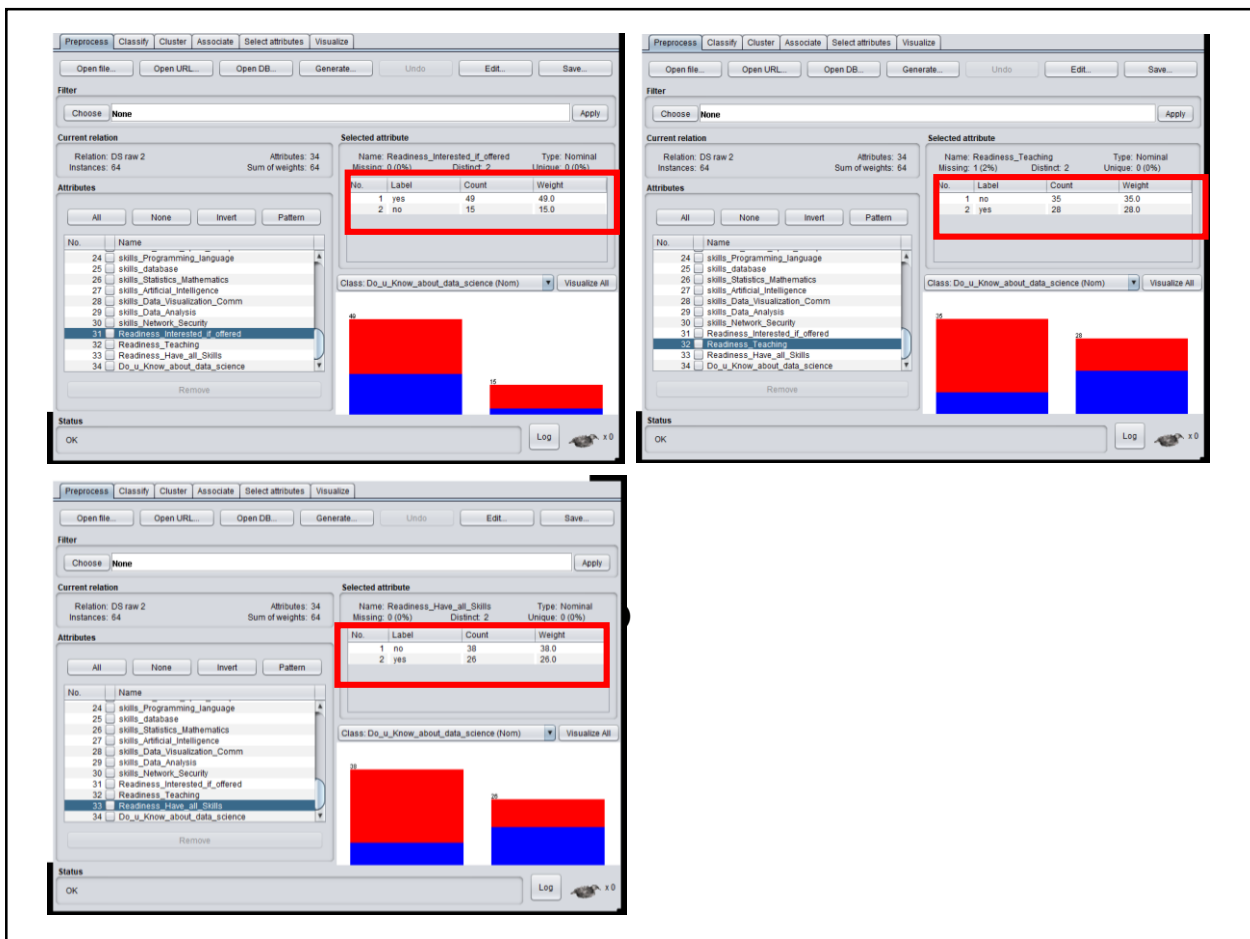 Preprocess Classify Cluster Associate Select attributes Visualize
Open file... Open URL... Open DB... Generate... Undo Edit... Save...
Filter
Choose None Apply
Current relation
Relation: DS raw 2 Attributes: 34
Instances: 64 Sum of weights: 64
Selected attribute
Name: Readiness_Interested_if_offered Type: Nominal
Missing: 0 (0%) Distinct: 2 Unique: 0 (0%)
No. Label Count Weight
1 yes 49 49.0
2 no 15 15.0
Attributes
All None Invert Pattern
No. Name
24 skills_Programming_language
25 skills_database
26 skills_Statistics_Mathematics
27 skills_Artificial_Intelligence
28 skills_Data_Visualization_Comm
29 skills_Data_Analysis
30 skills_Network_Security
31 Readiness_Interested_if_offered
32 Readiness_Teaching
33 Readiness_Have_all_Skills
34 Do_u_Know_about_data_science
Remove
Class: Do_u_Know_about_data_science (Nom) Visualize All
49
15
Status
OK Log x 0
Preprocess Classify Cluster Associate Select attributes Visualize
Open file... Open URL... Open DB... Generate... Undo Edit... Save...
Filter
Choose None Apply
Current relation
Relation: DS raw 2 Attributes: 34
Instances: 64 Sum of weights: 64
Selected attribute
Name: Readiness_Teaching Type: Nominal
Missing: 1 (2%) Distinct: 2 Unique: 0 (0%)
No. Label Count Weight
1 no 35 35.0
2 yes 28 28.0
Attributes
All None Invert Pattern
No. Name
24 skills_Programming_language
25 skills_database
26 skills_Statistics_Mathematics
27 skills_Artificial_Intelligence
28 skills_Data_Visualization_Comm
29 skills_Data_Analysis
30 skills_Network_Security
31 Readiness_Interested_if_offered
32 Readiness_Teaching
33 Readiness_Have_all_Skills
34 Do_u_Know_about_data_science
Remove
Class: Do_u_Know_about_data_science (Nom) Visualize All
35
28
Status
OK Log x 0
Preprocess Classify Cluster Associate Select attributes Visualize
Open file... Open URL... Open DB... Generate... Undo Edit... Save...
Filter
Choose None Apply
Current relation
Relation: DS raw 2 Attributes: 34
Instances: 64 Sum of weights: 64
Selected attribute
Name: Readiness_Have_all_Skills Type: Nominal
Missing: 0 (0%) Distinct: 2 Unique: 0 (0%)
No. Label Count Weight
1 no 38 38.0
2 yes 26 26.0
Attributes
All None Invert Pattern
No. Name
24 skills_Programming_language
25 skills_database
26 skills_Statistics_Mathematics
27 skills_Artificial_Intelligence
28 skills_Data_Visualization_Comm
29 skills_Data_Analysis
30 skills_Network_Security
31 Readiness_Interested_if_offered
32 Readiness_Teaching
33 Readiness_Have_all_Skills
34 Do_u_Know_about_data_science
Remove
Class: Do_u_Know_about_data_science (Nom) Visualize All
38
26
Status
OK Log x 0